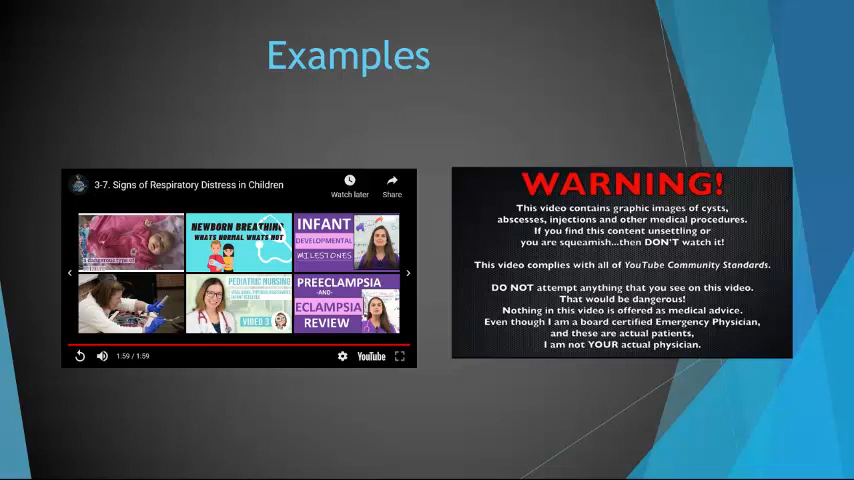 Examples
3-7. Signs of Respiratory Distress in Children
Watch later
Share
NEWBORN BREATHING
WHATS NORMAL WHATS NOT
INFANT
DEVELOPMENTAL
MILESTONES
PEDIATRIC NURSING
VIDEO 3
PREECLAMPSIA
-AND-
ECLAMPSIA
REVIEW
1:59 / 1:59
YouTube
WARNING!
This video contains graphic images of cysts,
abscesses, injections and other medical procedures.
If you find this content unsettling or
you are squeamish...then DON'T watch it!
This video complies with all of YouTube Community Standards.
DO NOT attempt anything that you see on this video.
That would be dangerous!
Nothing in this video is offered as medical advice.
Even though I am a board certified Emergency Physician,
and these are actual patients,
I am not YOUR actual physician.